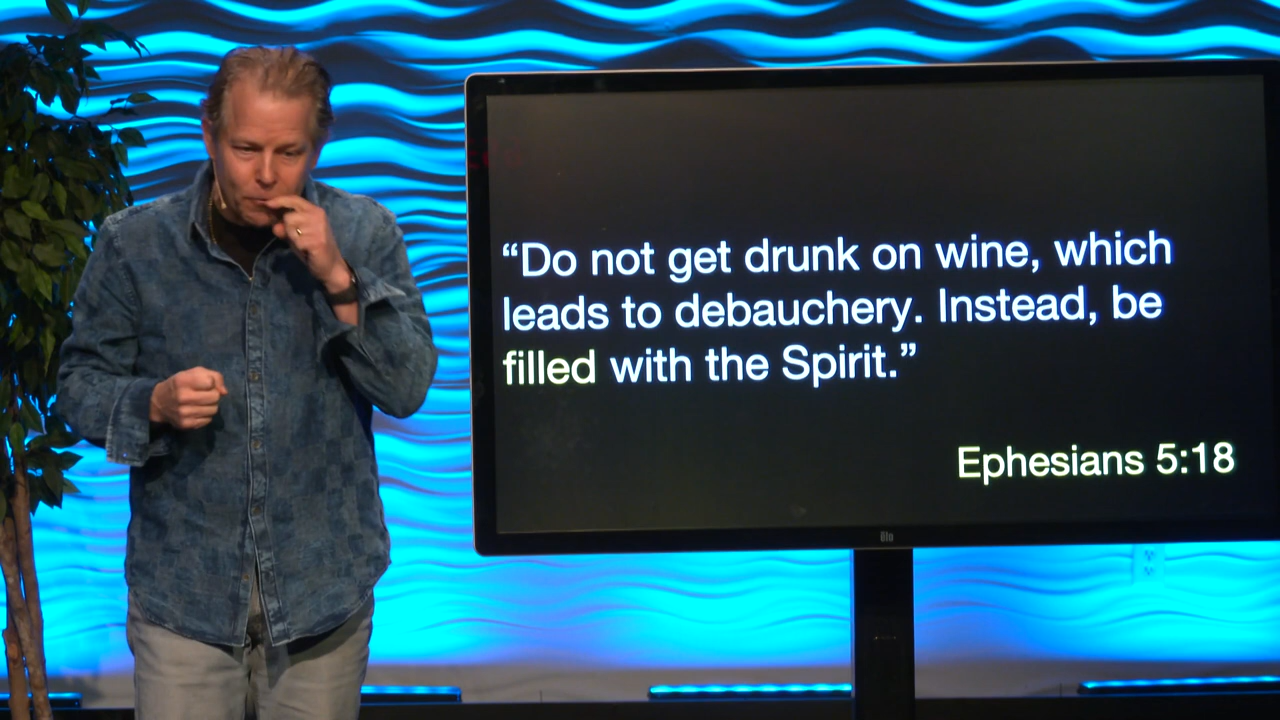 “Do not get drunk on wine, which
leads to debauchery. Instead, be
filled with the Spirit.”
Ephesians 5:18
elo